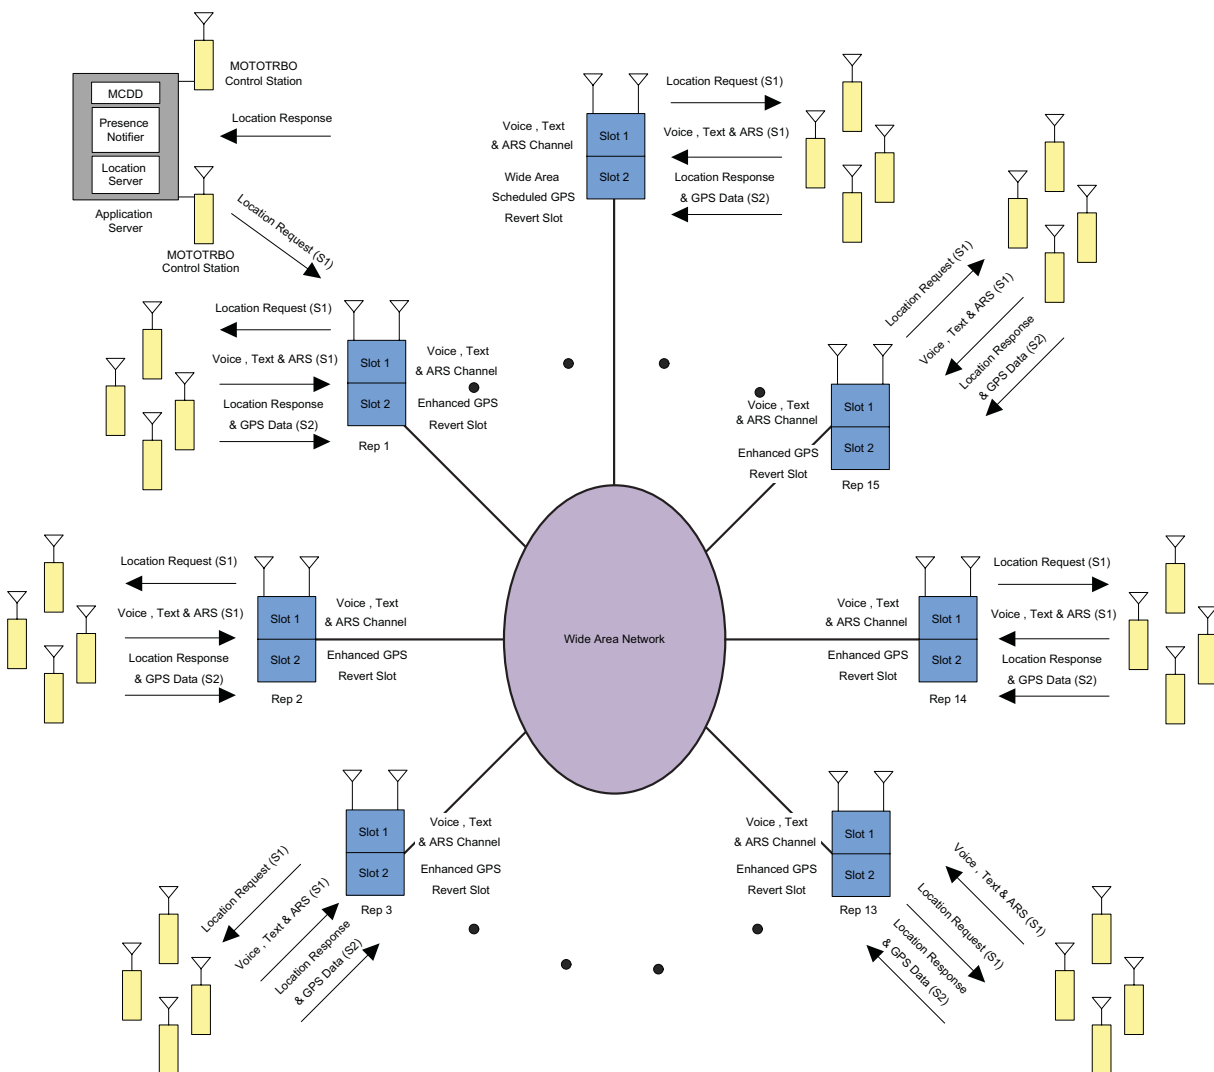 MOTOTRBO
Control Station
MCDD
Presence
Notifier
Location
Server
Application
Server
MOTOTRBO
Control Station
Location Response
Location Request (S1)
Voice , Text
& ARS Channel
Wide Area
Scheduled GPS
Revert Slot
Slot 1
Slot 2
Location Request (S1)
Voice , Text & ARS (S1)
Location Response
& GPS Data (S2)
Location Request (S1)
Voice , Text & ARS (S1)
Location Response
& GPS Data (S2)
Slot 1
Slot 2
Rep 1
Voice , Text
& ARS Channel
Enhanced GPS
Revert Slot
Voice , Text
& ARS Channel
Enhanced GPS
Revert Slot
Slot 1
Slot 2
Rep 15
Location Request (S1)
Voice , Text & ARS (S1)
Location Response
& GPS Data (S2)
Location Request (S1)
Voice , Text & ARS (S1)
Location Response
& GPS Data (S2)
Slot 1
Slot 2
Rep 2
Voice , Text
& ARS Channel
Enhanced GPS
Revert Slot
Wide Area Network
Voice , Text
& ARS Channel
Enhanced GPS
Revert Slot
Slot 1
Slot 2
Rep 14
Location Request (S1)
Voice , Text & ARS (S1)
Location Response
& GPS Data (S2)
Location Request (S1)
Voice , Text & ARS (S1)
Location Response
& GPS Data (S2)
Slot 1
Slot 2
Rep 3
Voice , Text
& ARS Channel
Enhanced GPS
Revert Slot
Voice , Text
& ARS Channel
Enhanced GPS
Revert Slot
Slot 1
Slot 2
Rep 13
Voice , Text & ARS (S1)
Location Request (S1)
Location Response
& GPS Data (S2)